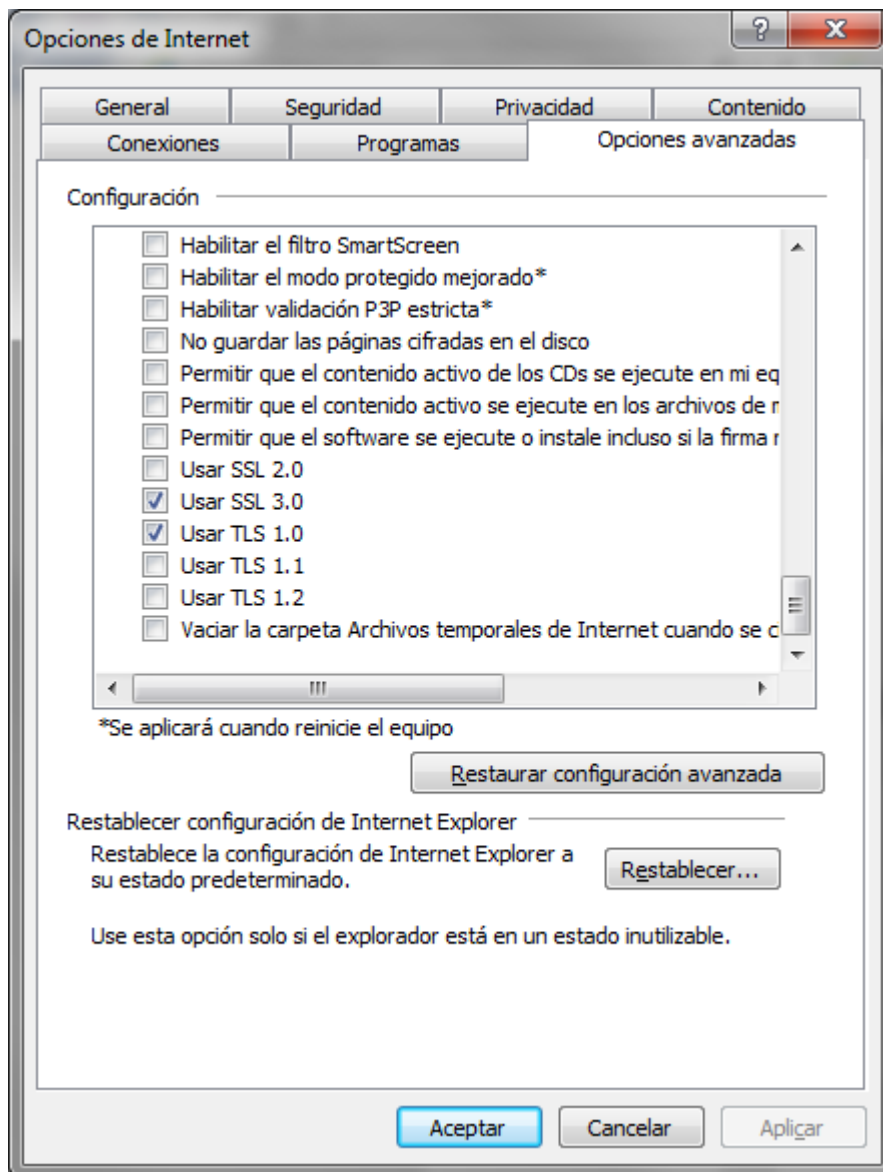 Opciones de Internet
General
Seguridad
Privacidad
Contenido
Conexiones
Programas
Opciones avanzadas
Configuración
Habilitar el filtro SmartScreen
Habilitar el modo protegido mejorado*
Habilitar validación P3P estricta*
No guardar las páginas cifradas en el disco
Permitir que el contenido activo de los CDs se ejecute en mi eq
Permitir que el contenido activo se ejecute en los archivos de
Permitir que el software se ejecute o instale incluso si la firma
Usar SSL 2.0
Usar SSL 3.0
Usar TLS 1.0
Usar TLS 1.1
Usar TLS 1.2
Vaciar la carpeta Archivos temporales de Internet cuando se c
*Se aplicará cuando reinicie el equipo
Restaurar configuración avanzada
Restablecer configuración de Internet Explorer
Restablece la configuración de Internet Explorer a
su estado predeterminado.
Restablecer...
Use esta opción solo si el explorador está en un estado inutilizable.
Aceptar
Cancelar
Aplicar